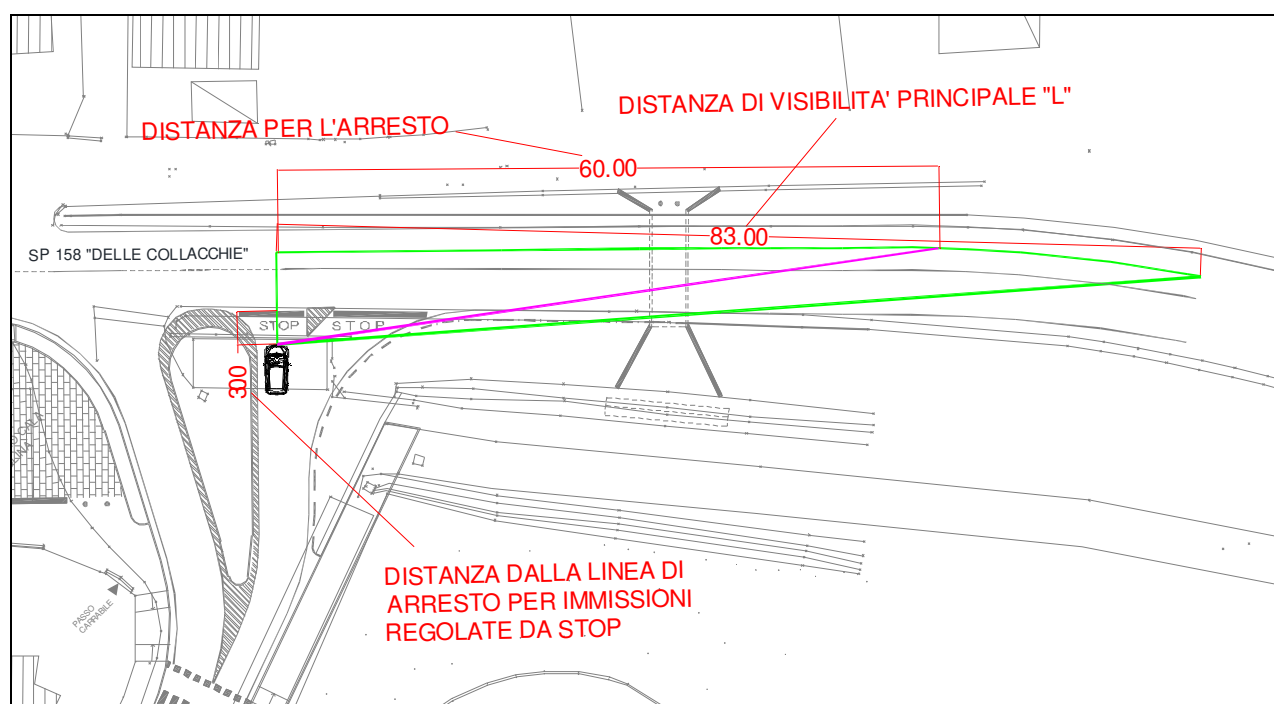 DISTANZA DI VISIBILITA' PRINCIPALE "L"
DISTANZA PER L'ARRESTO
60.00
83.00
SP 158 "DELLE COLLACCHIE"
STOP
STOP
300
DISTANZA DALLA LINEA DI
ARRESTO PER IMMISSIONI
REGOLATE DA STOP
PASSO
CARRABILE